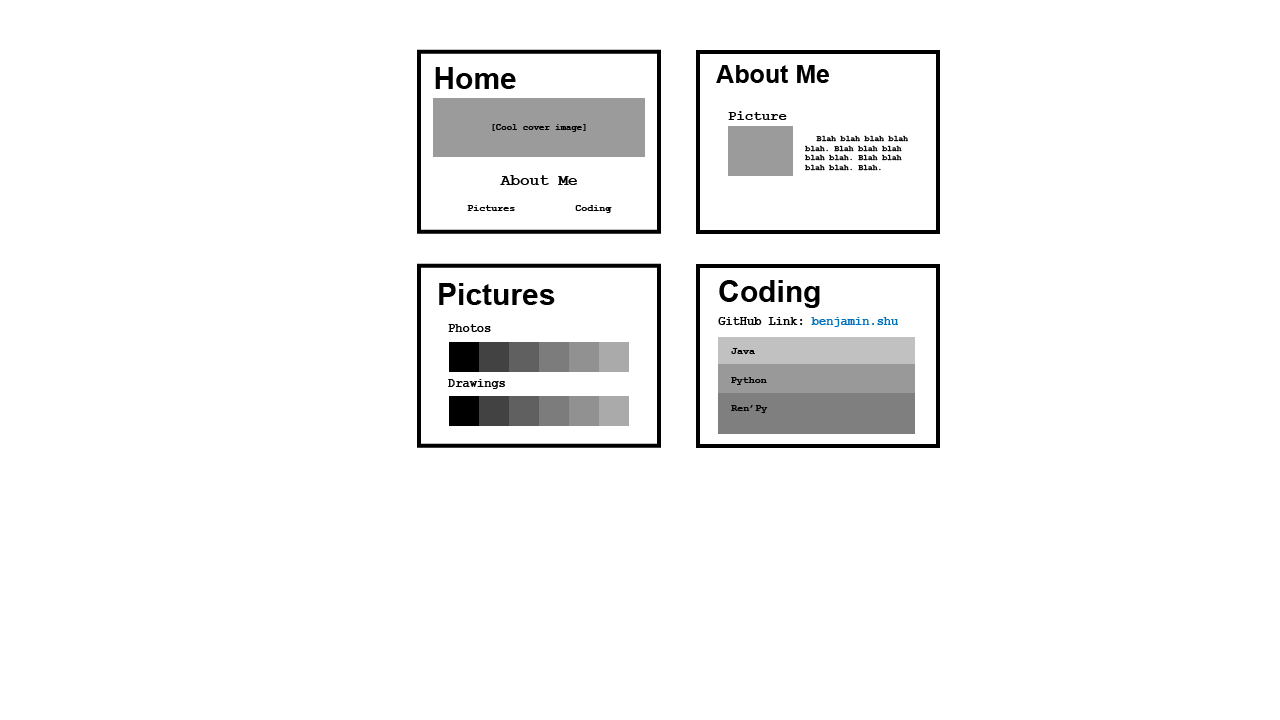 Home
[Cool cover image]
About Me
Pictures Coding
About Me
Picture
Blah blah blah blah
blah. Blah blah blah
blah blah. Blah blah
blah blah. Blah.
Pictures
Photos
Drawings
Coding
GitHub Link: benjamin.shu
Java
Python
Ren’Py